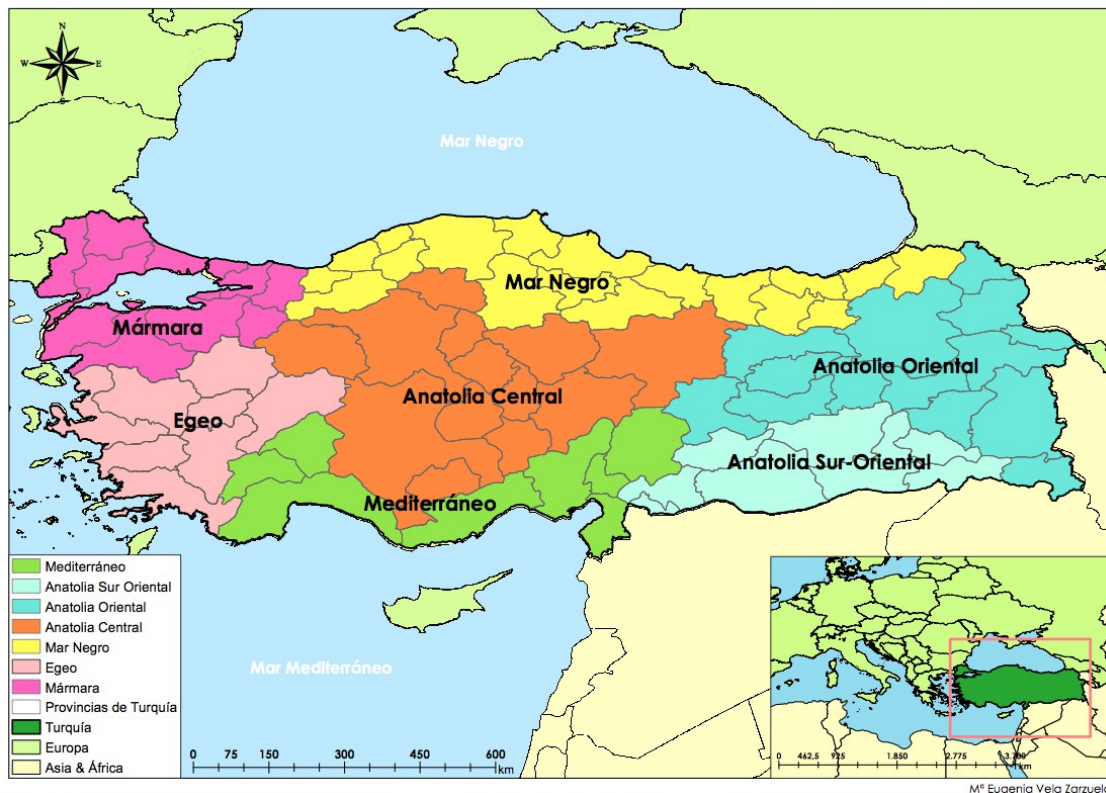 N
W E
S
Mar Negro
Mar Negro
Mármara
Anatolia Oriental
Anatolia Central
Egeo
Anatolia Sur-Oriental
Mediterráneo
Mediterráneo
Anatolia Sur Oriental
Anatolia Oriental
Anatolia Central
Mar Negro
Egeo
Mármara
Provincias de Turquía
Turquía
Europa
Asia & África
Mar Mediterráneo
0 75 150 300 450 600
km
0 462,5 925 1.850 2.775 3.700
km
Mª Eugenia Vela Zarzuela